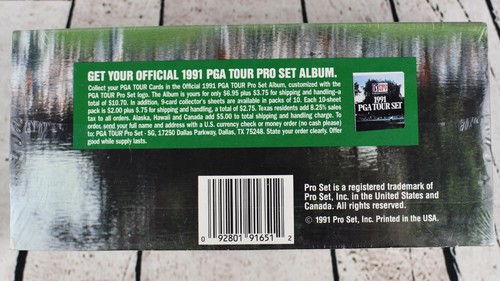 GET YOUR OFFICIAL 1991 PGA TOUR PRO SET ALBUM.
Collect your PGA TOUR Cards in the Official 1991 PGA TOUR Pro Set Album, customized with the
PGA TOUR Pro Set logo. The Album is yours for only $6.95 plus $3.75 for shipping and handling-a
total of $10.70. In addition, 9-card collector's sheets are available in packs of 10. Each 10-sheet
pack is $2.00 plus $.75 for shipping and handling, a total of $2.75. Texas residents add 8.25% sales
tax to all orders. Alaska, Hawaii and Canada add $5.00 to total shipping and handling charge. To
order, send your full name and address with a U.S. currency check or money order (no cash please)
to: PGA TOUR Pro Set - SG, 17250 Dallas Parkway, Dallas, TX 75248. State your order clearly. Offer
good while supply lasts.
1991
PGA TOUR SET
Pro Set is a registered trademark of
Pro Set, Inc. in the United States and
Canada. All rights reserved.
© 1991 Pro Set, Inc. Printed in the USA.
0 92801 91651 2